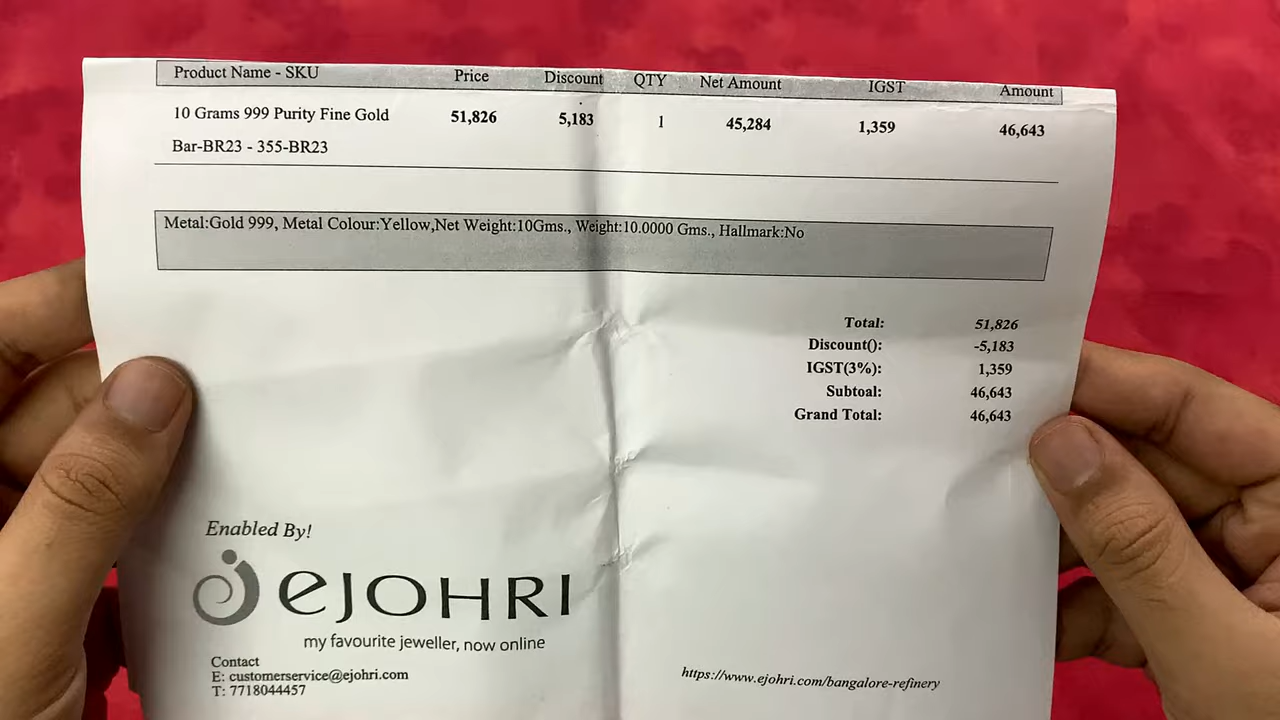 Product Name - SKU Price Discount QTY Net Amount IGST Amount
10 Grams 999 Purity Fine Gold 51,826 5,183 1 45,284 1,359 46,643
Bar-BR23 - 355-BR23
Metal:Gold 999, Metal Colour:Yellow,Net Weight:10Gms., Weight:10.0000 Gms., Hallmark:No
Total: 51,826
Discount(): -5,183
IGST(3%): 1,359
Subtoal: 46,643
Grand Total: 46,643
Enabled By!
eJOHRI
my favourite jeweller, now online
Contact
E: customerservice@ejohri.com
T: 7718044457
https://www.ejohri.com/bangalore-refinery